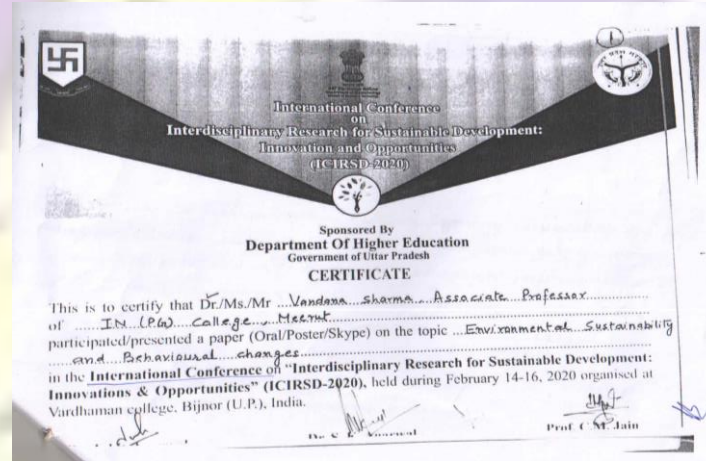 1
International Conference
on
Interdisciplinary Research for Sustainable Development:
Innovation and Opportunities
(ICIRSD-2020)
Sponsored By
Department Of Higher Education
Government of Uttar Pradesh
CERTIFICATE
This is to certify that Dr./Ms./Mr ...Vandana Sharma...Associate Professor......
of ......IN (P.G) College, Meerut......
participated/presented a paper (Oral/Poster/Skype) on the topic ...Environmental Sustainability
...and Behavioural changes......
in the International Conference on "Interdisciplinary Research for Sustainable Development:
Innovations & Opportunities" (ICIRSD-2020), held during February 14-16, 2020 organised at
Vardhaman college, Bijnor (U.P.), India.
Prof. C.M. Jain